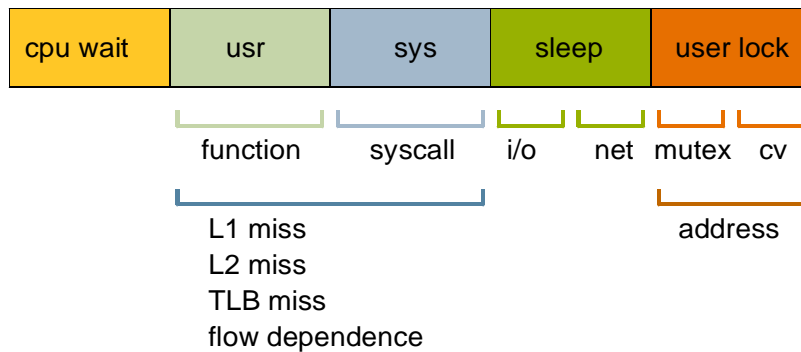 cpu wait usr sys sleep user lock
function syscall i/o net mutex cv
L1 miss address
L2 miss
TLB miss
flow dependence